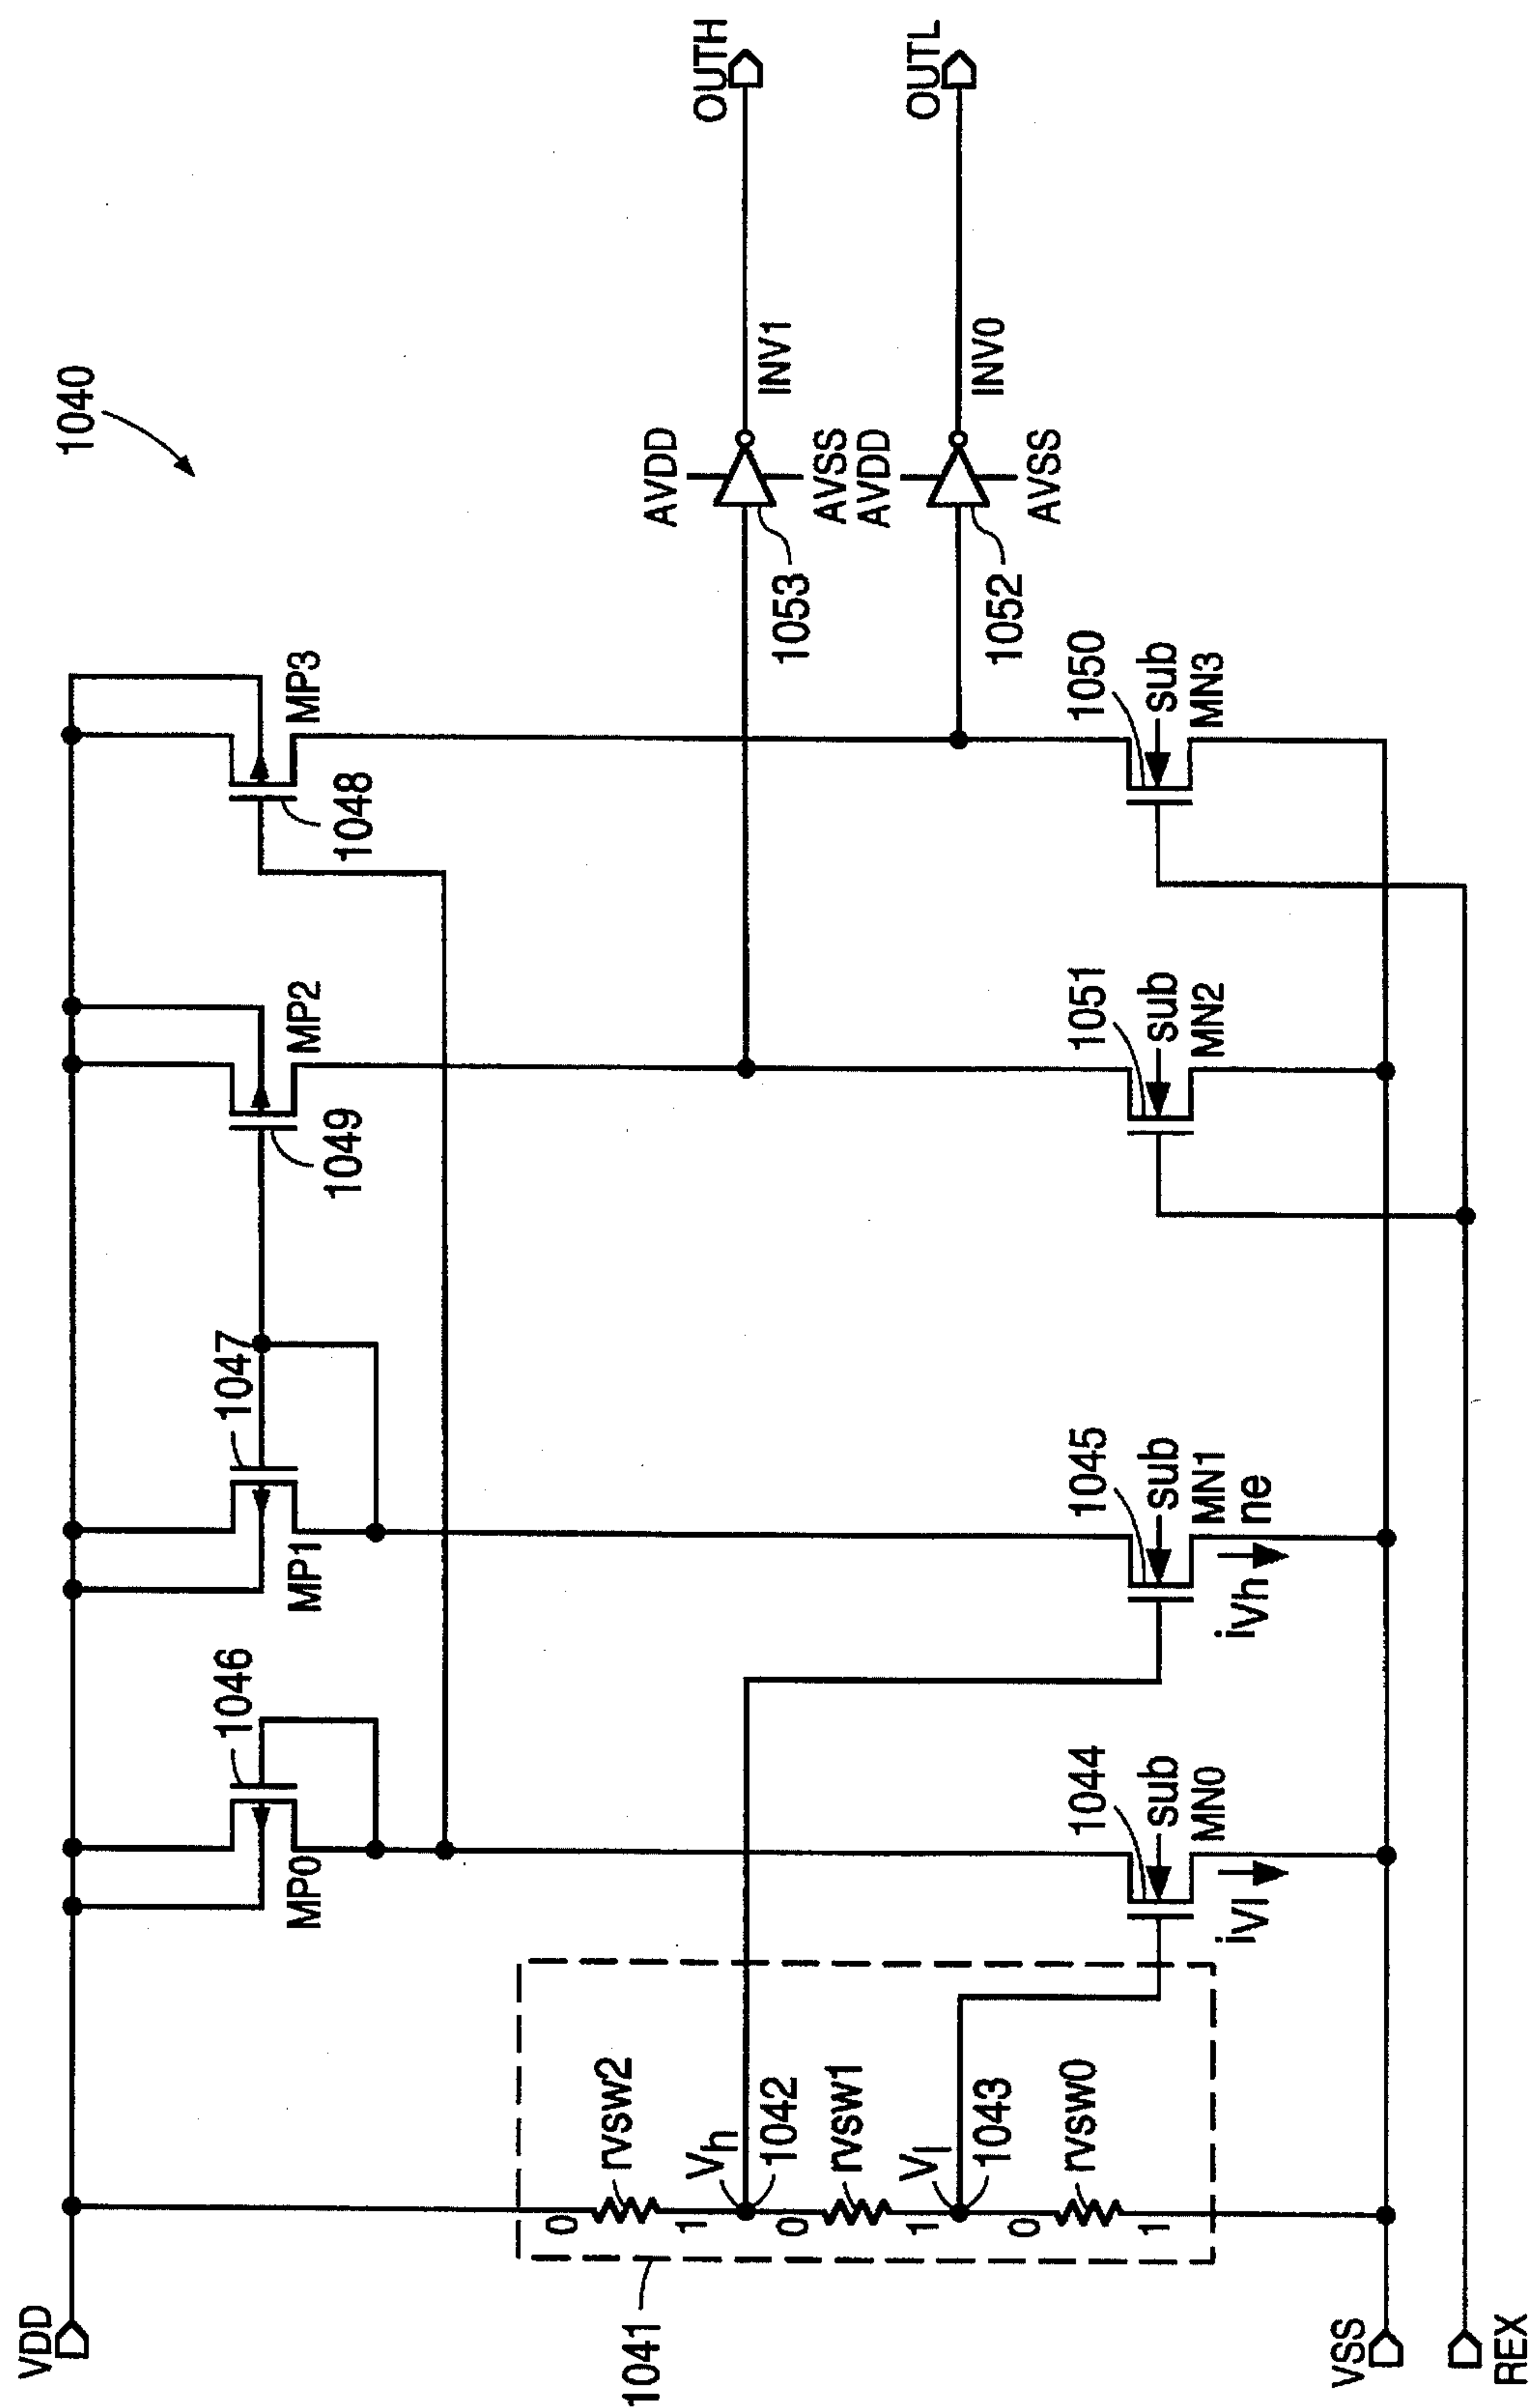 1040
VDD
MP0
1046
MP1
1047
1049
MP2
1048
MP3
1041
rvsw2
0
1
Vh
1042
0
rvsw1
1
Vl
1043
0
rvsw0
1
AVDD
1053
AVSS
INV1
OUTH
AVDD
1052
AVSS
INV0
OUTL
1044
sub
MN0
iVl
1045
sub
MN1
ne
iVh
1051
sub
MN2
1050
sub
MN3
VSS
REX